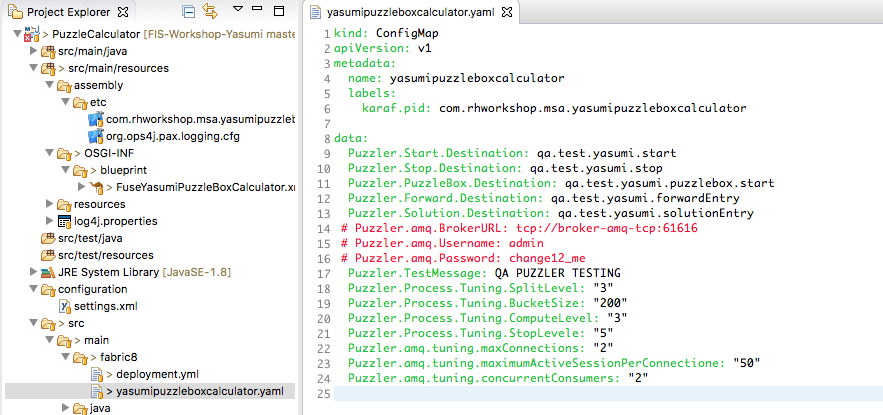 Project Explorer
PuzzleCalculator [FIS-Workshop-Yasumi maste
src/main/java
> src/main/resources
assembly
etc
com.rhworkshop.msa.yasumipuzzleb
org.ops4j.pax.logging.cfg
> OSGI-INF
> blueprint
> FuseYasumiPuzzleBoxCalculator.xm
resources
log4j.properties
src/test/java
src/test/resources
JRE System Library [JavaSE-1.8]
configuration
settings.xml
> src
> main
> fabric8
> deployment.yml
> yasumipuzzleboxcalculator.yaml
java
yasumipuzzleboxcalculator.yaml
1 kind: ConfigMap
2 apiVersion: v1
3 metadata:
4 name: yasumipuzzleboxcalculator
5 labels:
6 karaf.pid: com.rhworkshop.msa.yasumipuzzleboxcalculator
7
8 data:
9 Puzzler.Start.Destination: qa.test.yasumi.start
10 Puzzler.Stop.Destination: qa.test.yasumi.stop
11 Puzzler.PuzzleBox.Destination: qa.test.yasumi.puzzlebox.start
12 Puzzler.Forward.Destination: qa.test.yasumi.forwardEntry
13 Puzzler.Solution.Destination: qa.test.yasumi.solutionEntry
14 # Puzzler.amq.BrokerURL: tcp://broker-amq-tcp:61616
15 # Puzzler.amq.Username: admin
16 # Puzzler.amq.Password: change12_me
17 Puzzler.TestMessage: QA PUZZLER TESTING
18 Puzzler.Process.Tuning.SplitLevel: "3"
19 Puzzler.Process.Tuning.BucketSize: "200"
20 Puzzler.Process.Tuning.ComputeLevel: "3"
21 Puzzler.Process.Tuning.StopLevele: "5"
22 Puzzler.amq.tuning.maxConnections: "2"
23 Puzzler.amq.tuning.maximumActiveSessionPerConnectione: "50"
24 Puzzler.amq.tuning.concurrentConsumers: "2"
25